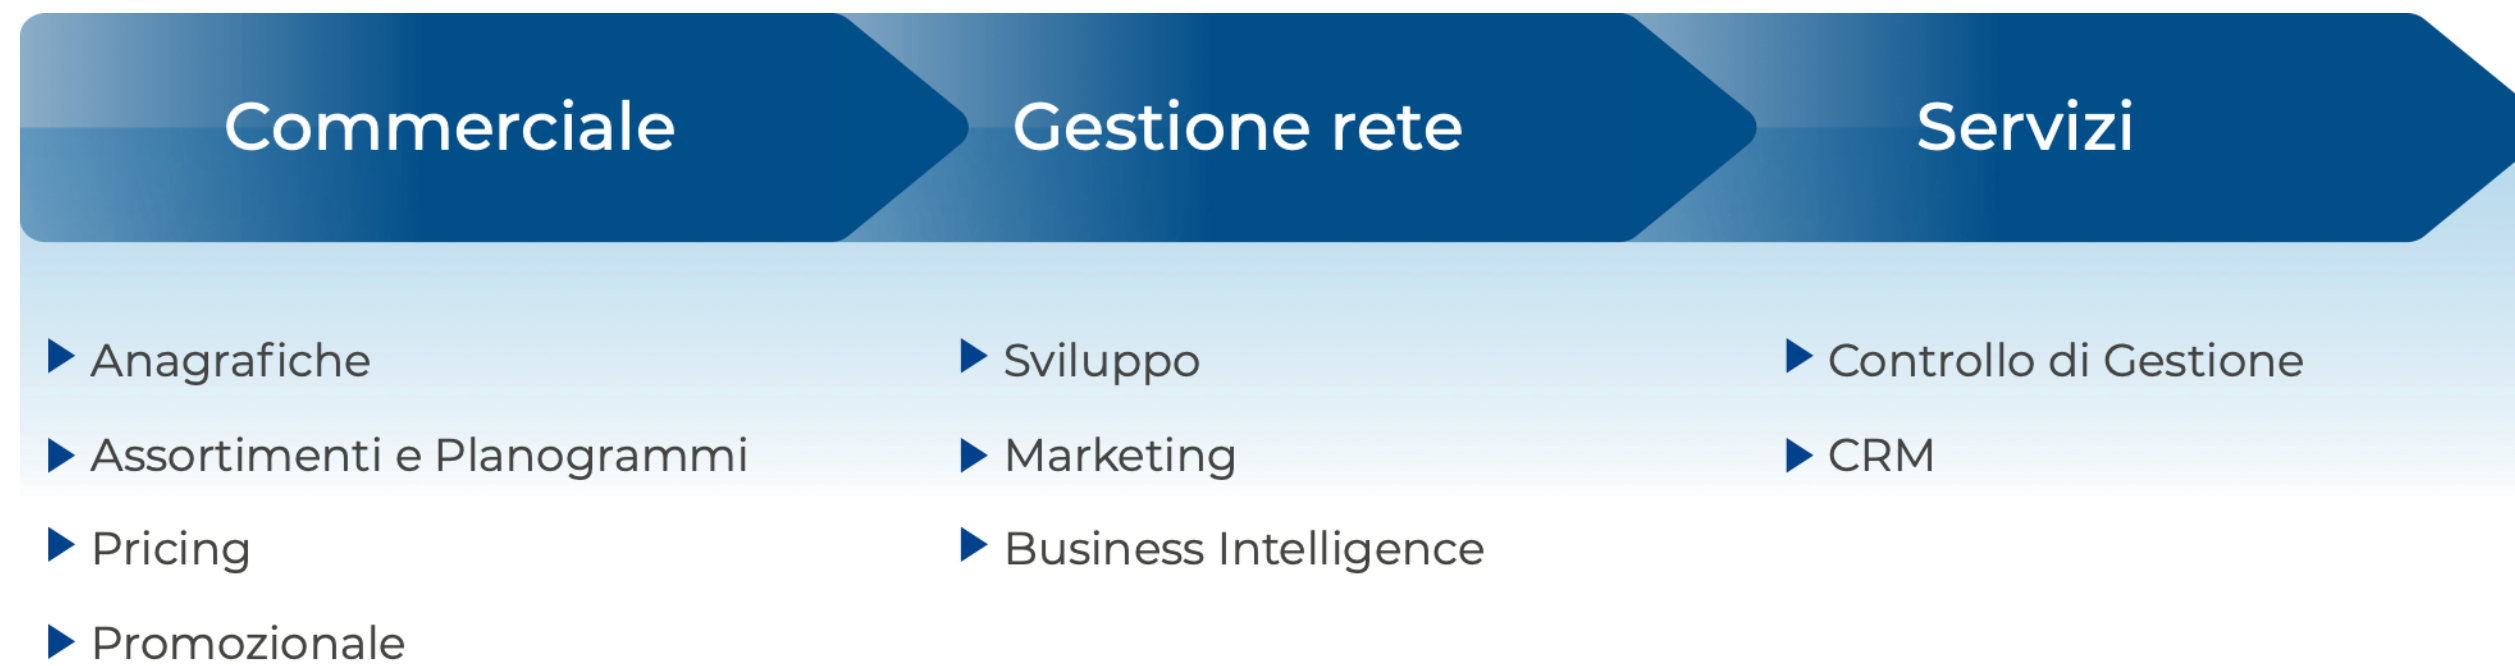 Commerciale
Gestione rete
Servizi
Anagrafiche
Assortimenti e Planogrammi
Pricing
Promozionale
Sviluppo
Marketing
Business Intelligence
Controllo di Gestione
CRM